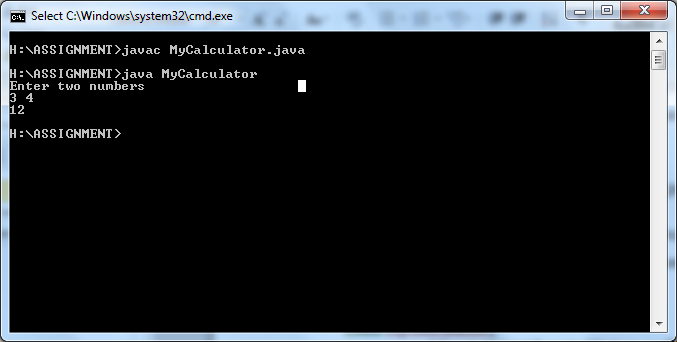 Select C:\Windows\system32\cmd.exe
H:\ASSIGNMENT>javac MyCalculator.java
H:\ASSIGNMENT>java MyCalculator
Enter two numbers
3 4
12
H:\ASSIGNMENT>